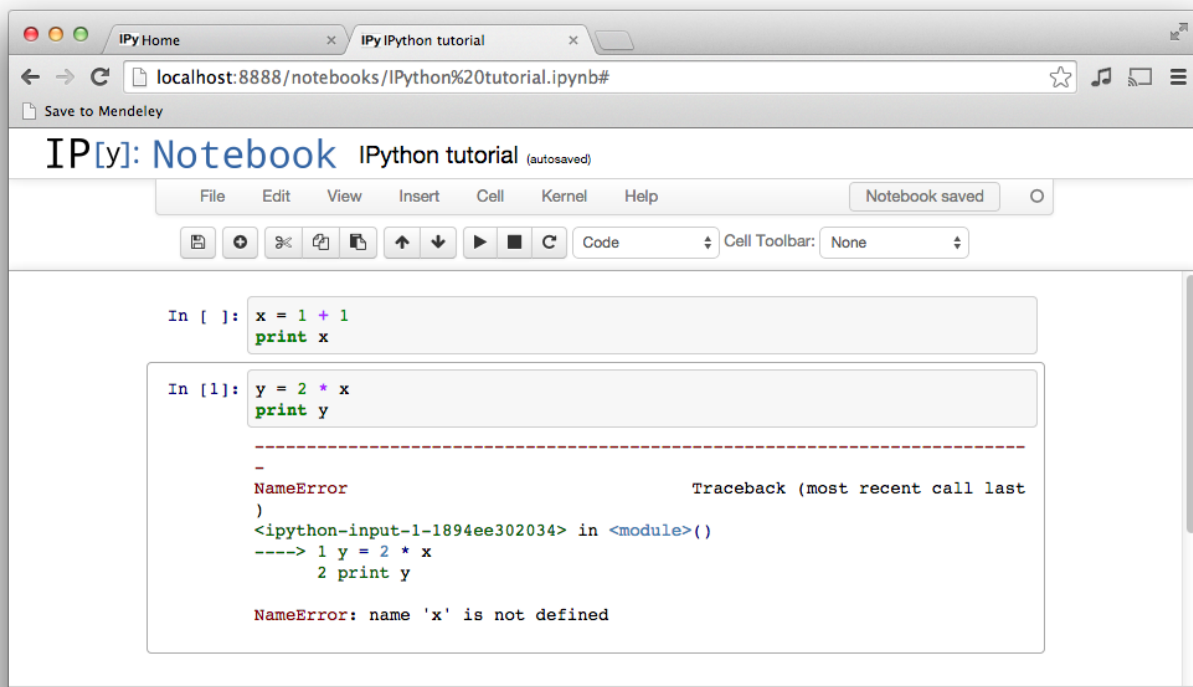 IPy Home × IPy IPython tutorial ×
localhost:8888/notebooks/IPython%20tutorial.ipynb#
Save to Mendeley
IP[y]: Notebook IPython tutorial (autosaved)
File Edit View Insert Cell Kernel Help Notebook saved
Code Cell Toolbar: None
In [ ]: x = 1 + 1
print x
In [1]: y = 2 * x
print y
---------------------------------------------------------------------------
-
NameError Traceback (most recent call last
)
<ipython-input-1-1894ee302034> in <module>()
----> 1 y = 2 * x
2 print y
NameError: name 'x' is not defined